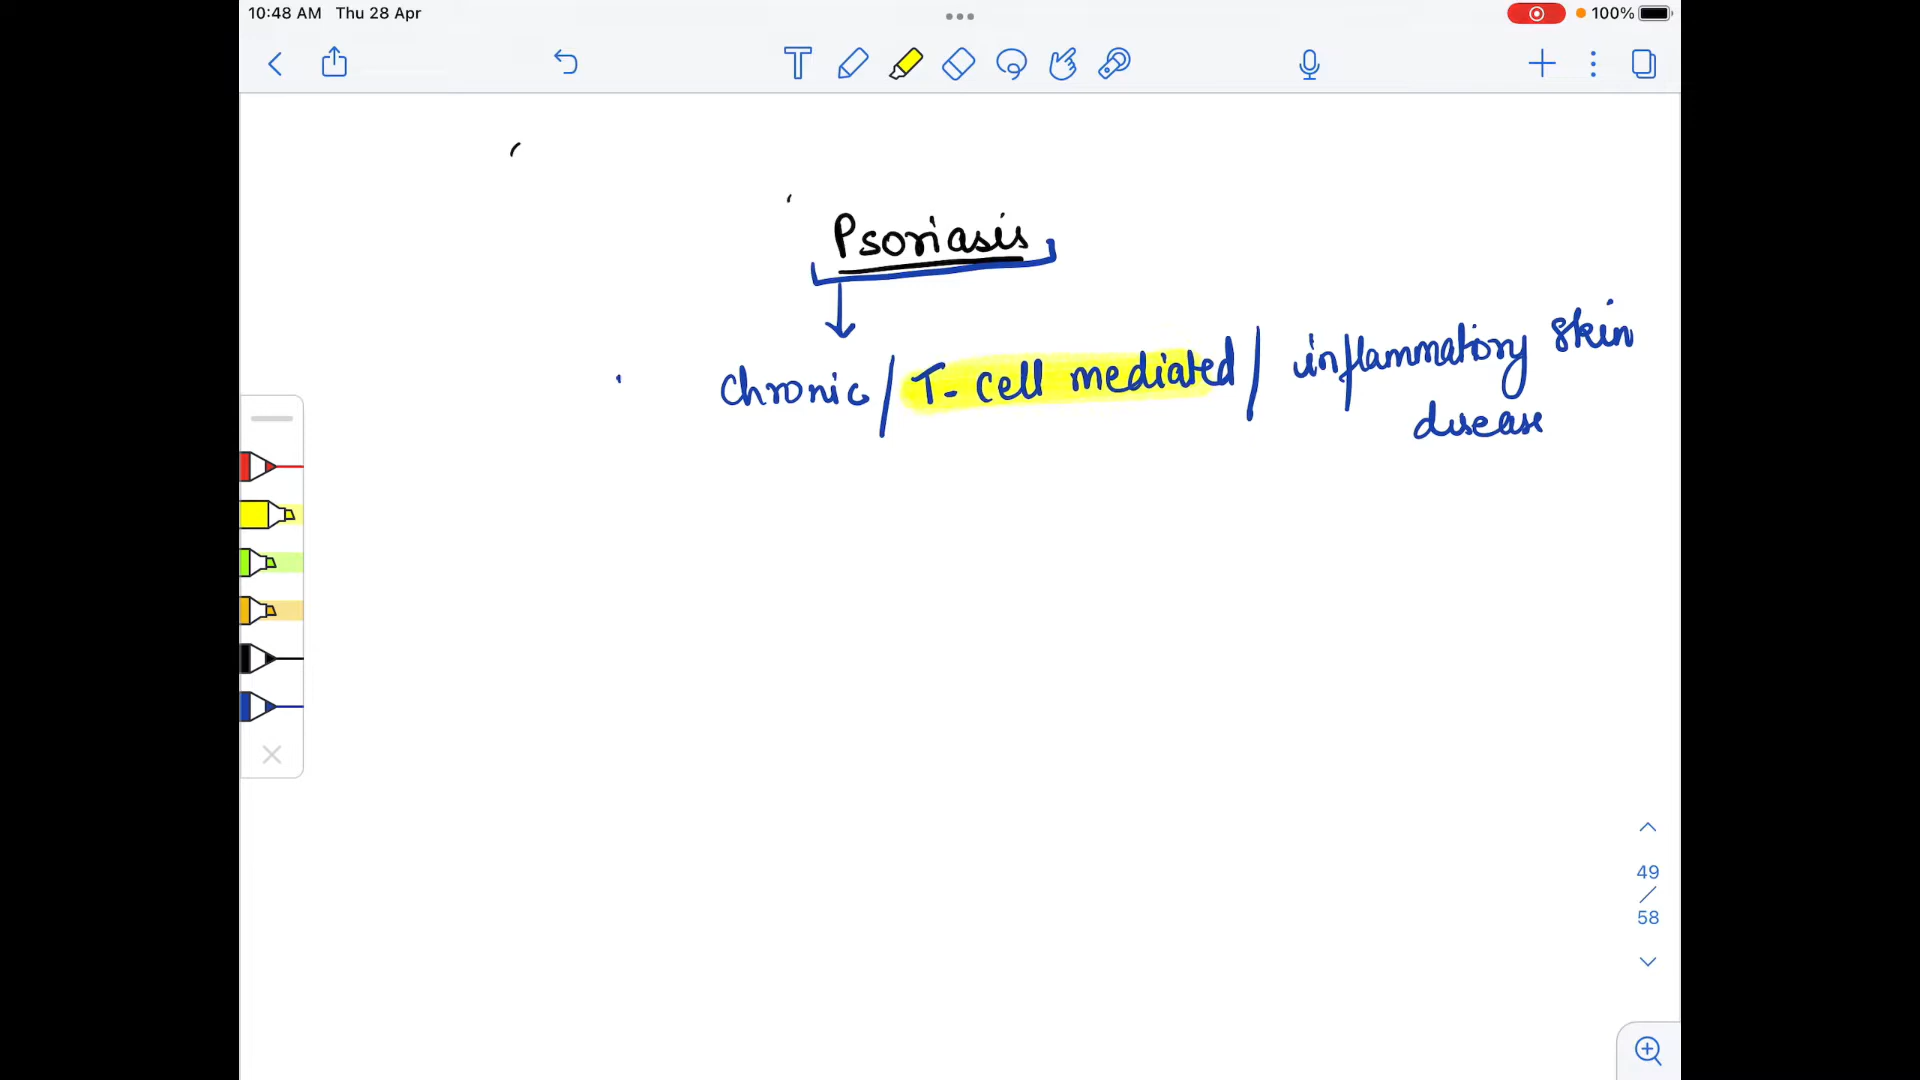 10:48 AM Thu 28 Apr
100%
T
Psoriasis
chronic / T-cell mediated / inflammatory skin
disease
49
/
58